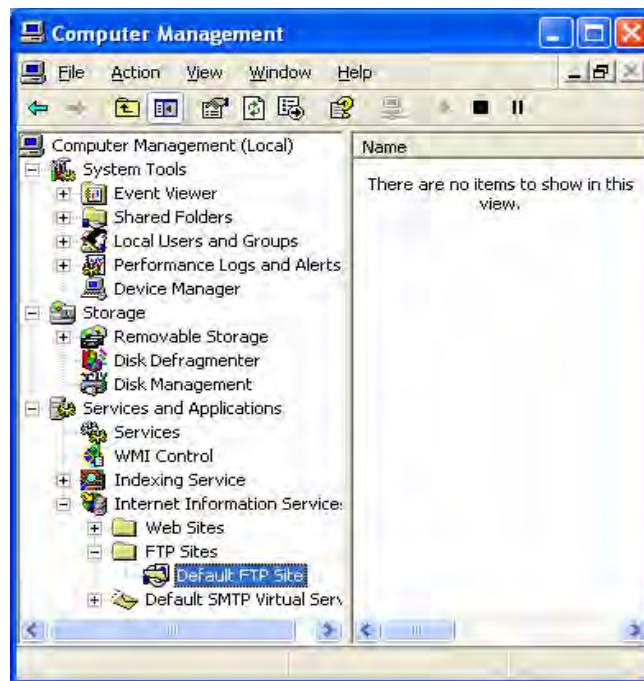 Computer Management
File Action View Window Help
Computer Management (Local)
Name
System Tools
There are no items to show in this view.
Event Viewer
Shared Folders
Local Users and Groups
Performance Logs and Alerts
Device Manager
Storage
Removable Storage
Disk Defragmenter
Disk Management
Services and Applications
Services
WMI Control
Indexing Service
Internet Information Service
Web Sites
FTP Sites
Default FTP Site
Default SMTP Virtual Serv